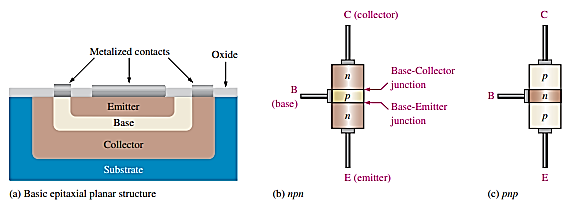 Metalized contacts
Oxide
Emitter
Base
Collector
Substrate
(a) Basic epitaxial planar structure
C (collector)
n
p
n
B
(base)
Base-Collector
junction
Base-Emitter
junction
E (emitter)
(b) npn
C
p
n
p
B
E
(c) pnp